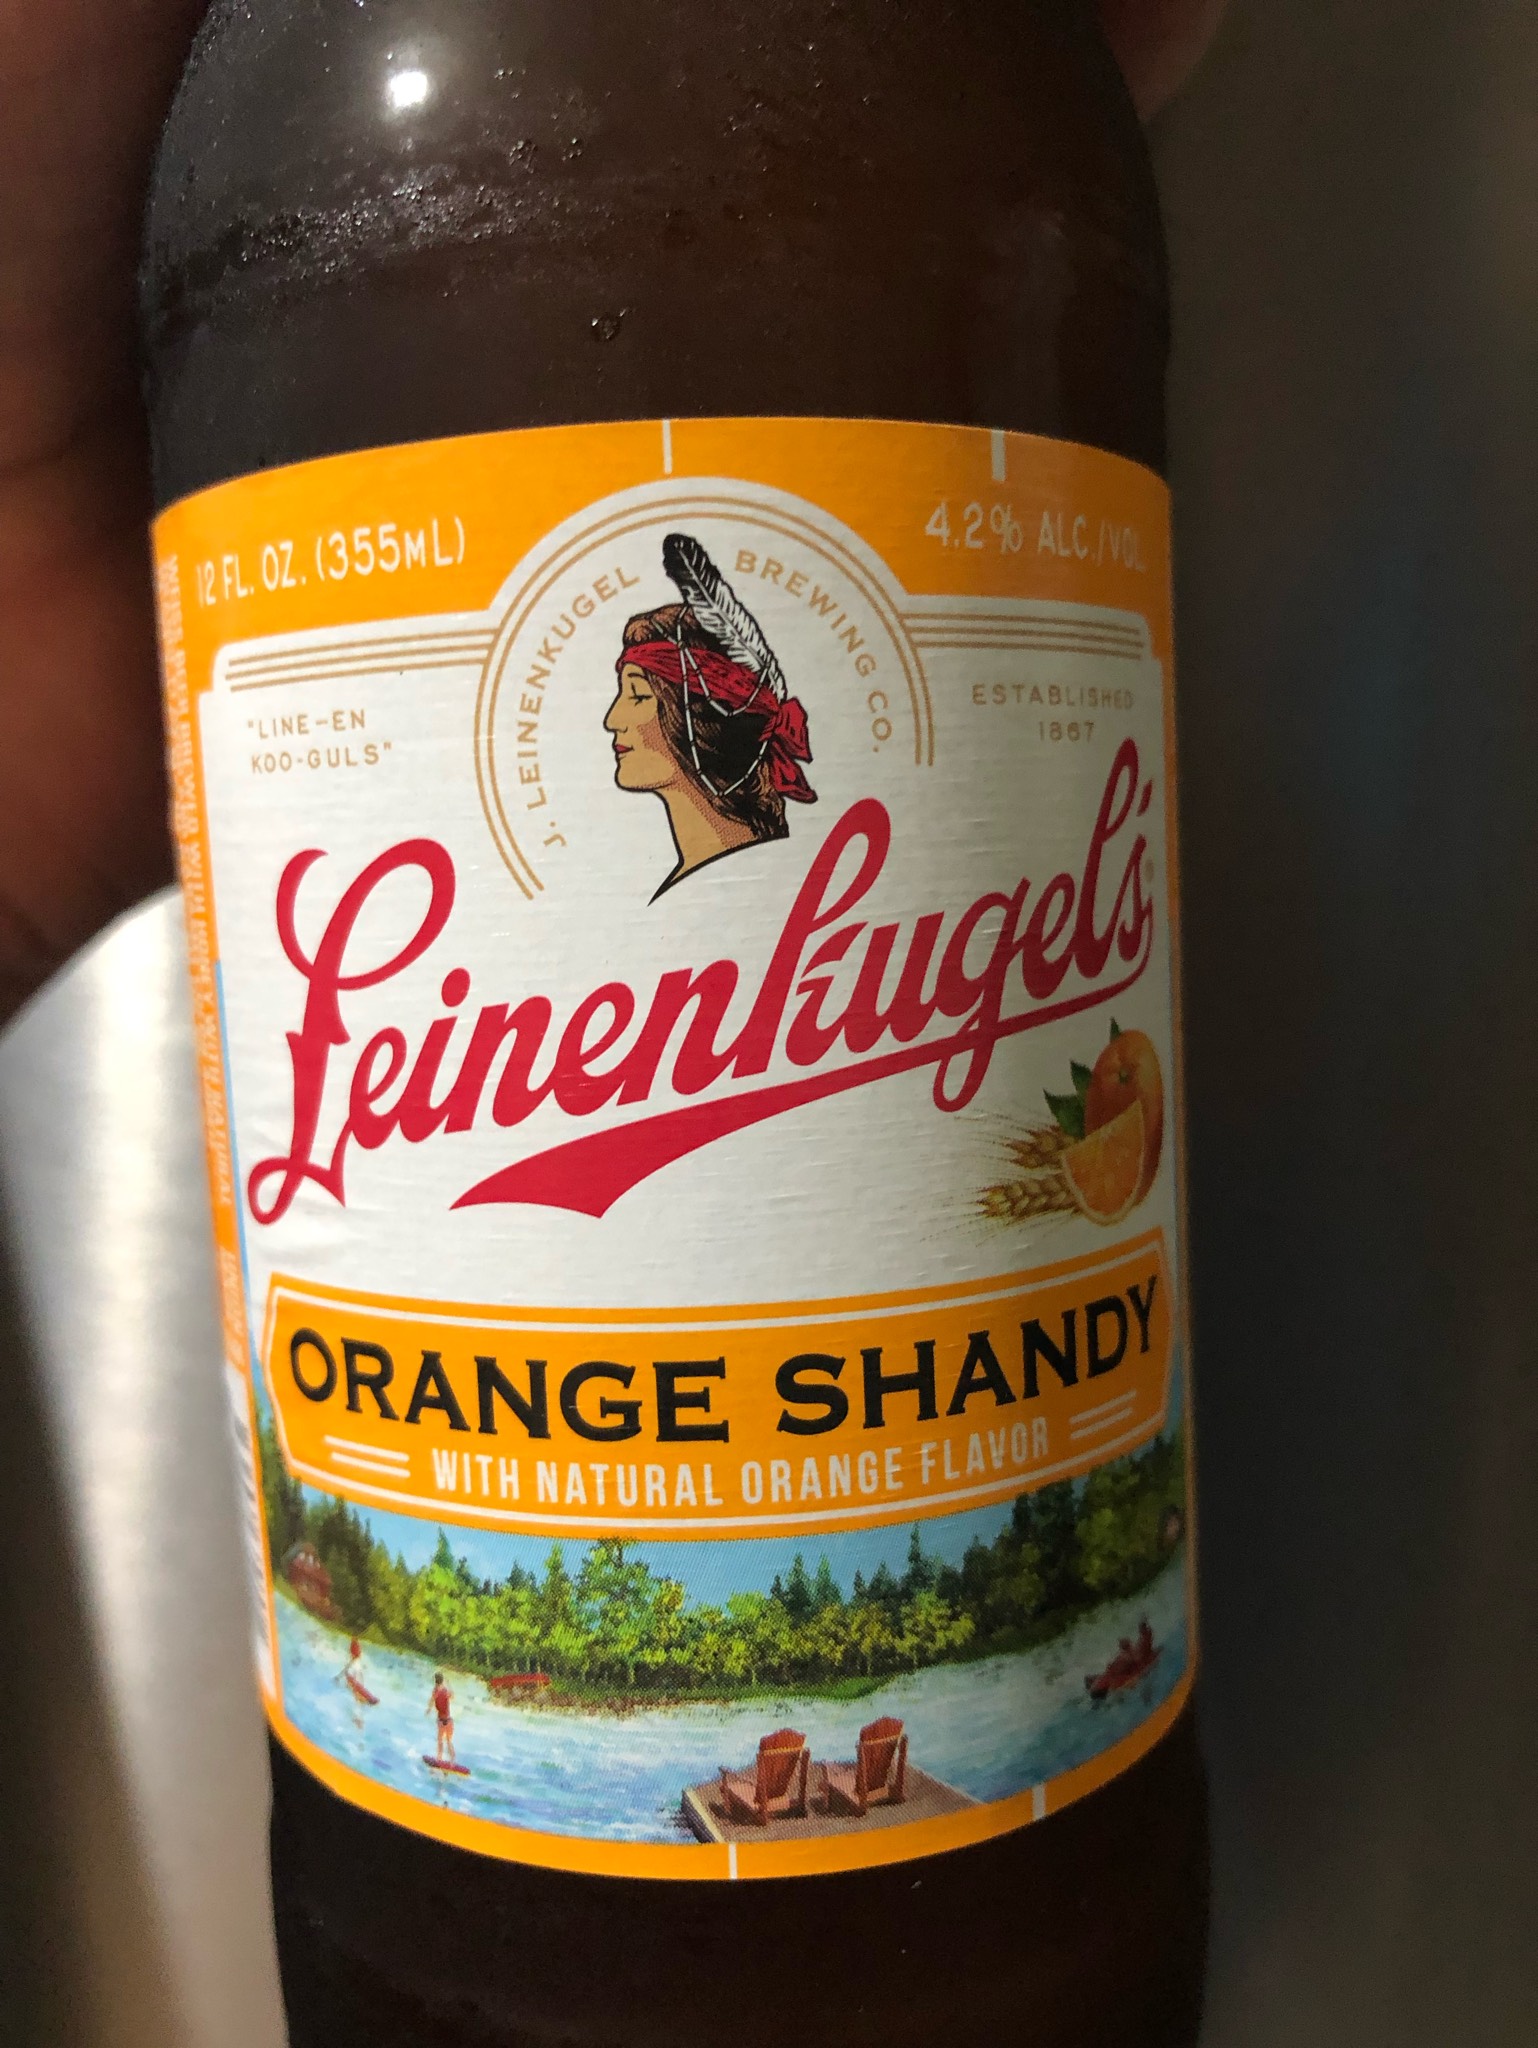 12 FL. OZ. (355ML)
4.2% ALC./VOL.
J. LEINENKUGEL BREWING CO.
"LINE-EN
KOO-GULS"
ESTABLISHED
1867
Leinenkugel's
ORANGE SHANDY
WITH NATURAL ORANGE FLAVOR